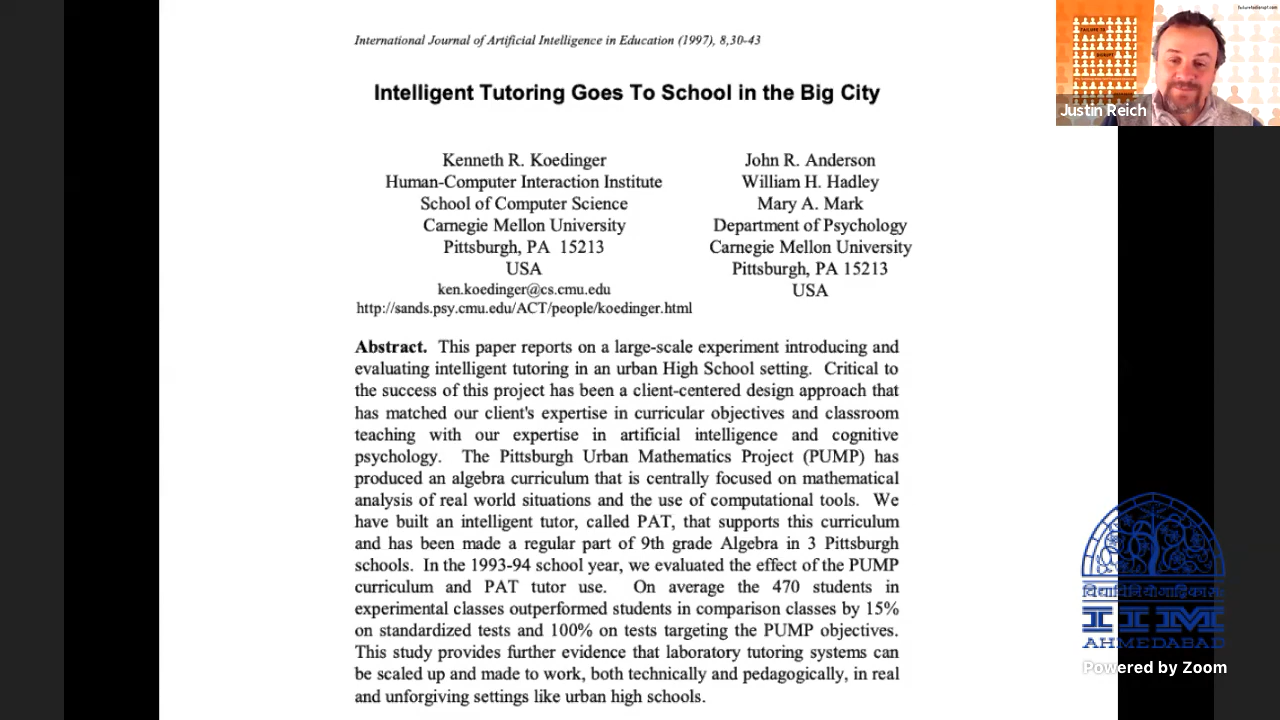 International Journal of Artificial Intelligence in Education (1997), 8,30-43
Intelligent Tutoring Goes To School in the Big City
Kenneth R. Koedinger
Human-Computer Interaction Institute
School of Computer Science
Carnegie Mellon University
Pittsburgh, PA 15213
USA
ken.koedinger@cs.cmu.edu
http://sands.psy.cmu.edu/ACT/people/koedinger.html
John R. Anderson
William H. Hadley
Mary A. Mark
Department of Psychology
Carnegie Mellon University
Pittsburgh, PA 15213
USA
Abstract. This paper reports on a large-scale experiment introducing and
evaluating intelligent tutoring in an urban High School setting. Critical to
the success of this project has been a client-centered design approach that
has matched our client's expertise in curricular objectives and classroom
teaching with our expertise in artificial intelligence and cognitive
psychology. The Pittsburgh Urban Mathematics Project (PUMP) has
produced an algebra curriculum that is centrally focused on mathematical
analysis of real world situations and the use of computational tools. We
have built an intelligent tutor, called PAT, that supports this curriculum
and has been made a regular part of 9th grade Algebra in 3 Pittsburgh
schools. In the 1993-94 school year, we evaluated the effect of the PUMP
curriculum and PAT tutor use. On average the 470 students in
experimental classes outperformed students in comparison classes by 15%
on standardized tests and 100% on tests targeting the PUMP objectives.
This study provides further evidence that laboratory tutoring systems can
be scaled up and made to work, both technically and pedagogically, in real
and unforgiving settings like urban high schools.
FAILURE TO
DISRUPT
Justin Reich
IIM
AHMEDABAD
Powered by Zoom